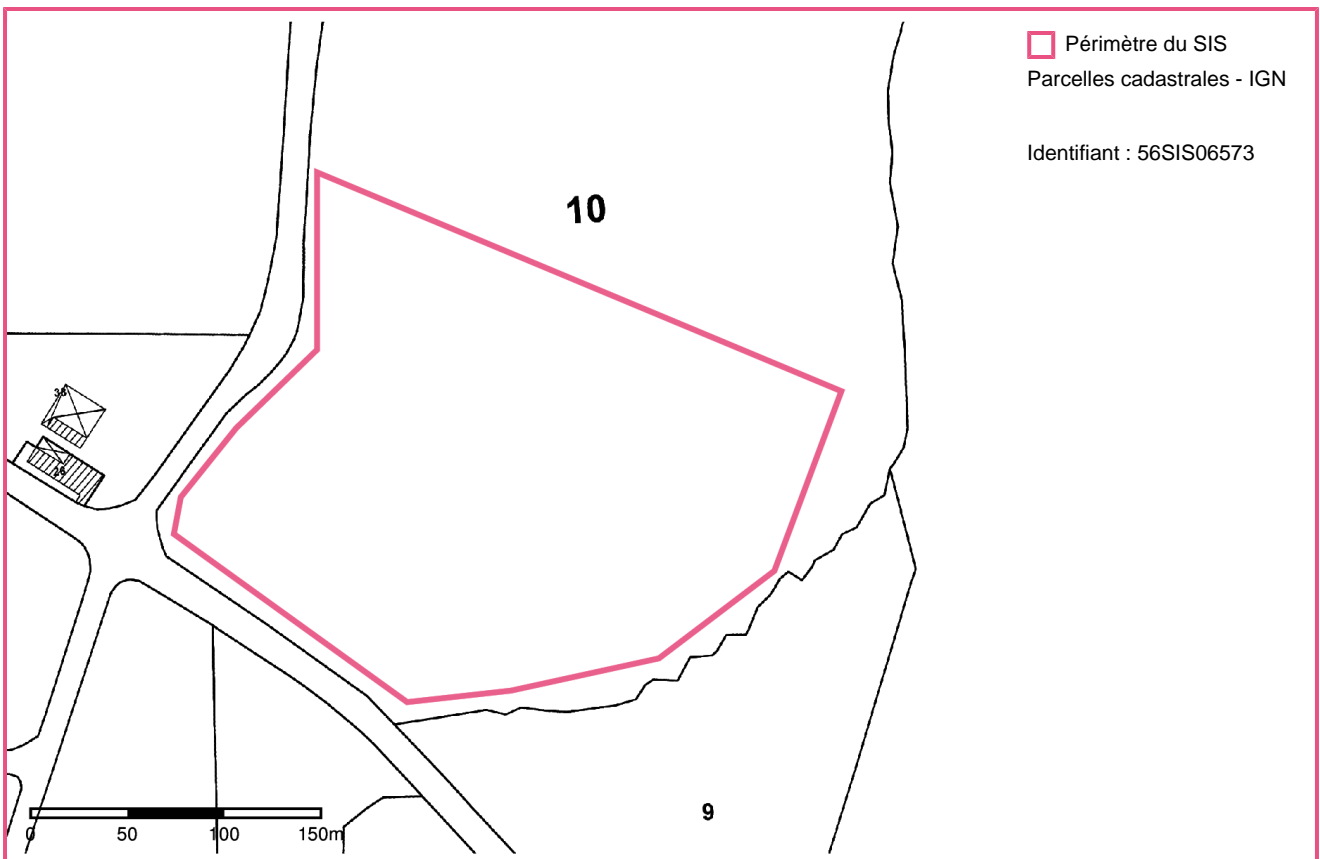 Périmètre du SIS
Parcelles cadastrales - IGN
Identifiant : 56SIS06573
10
9
0 50 100 150m